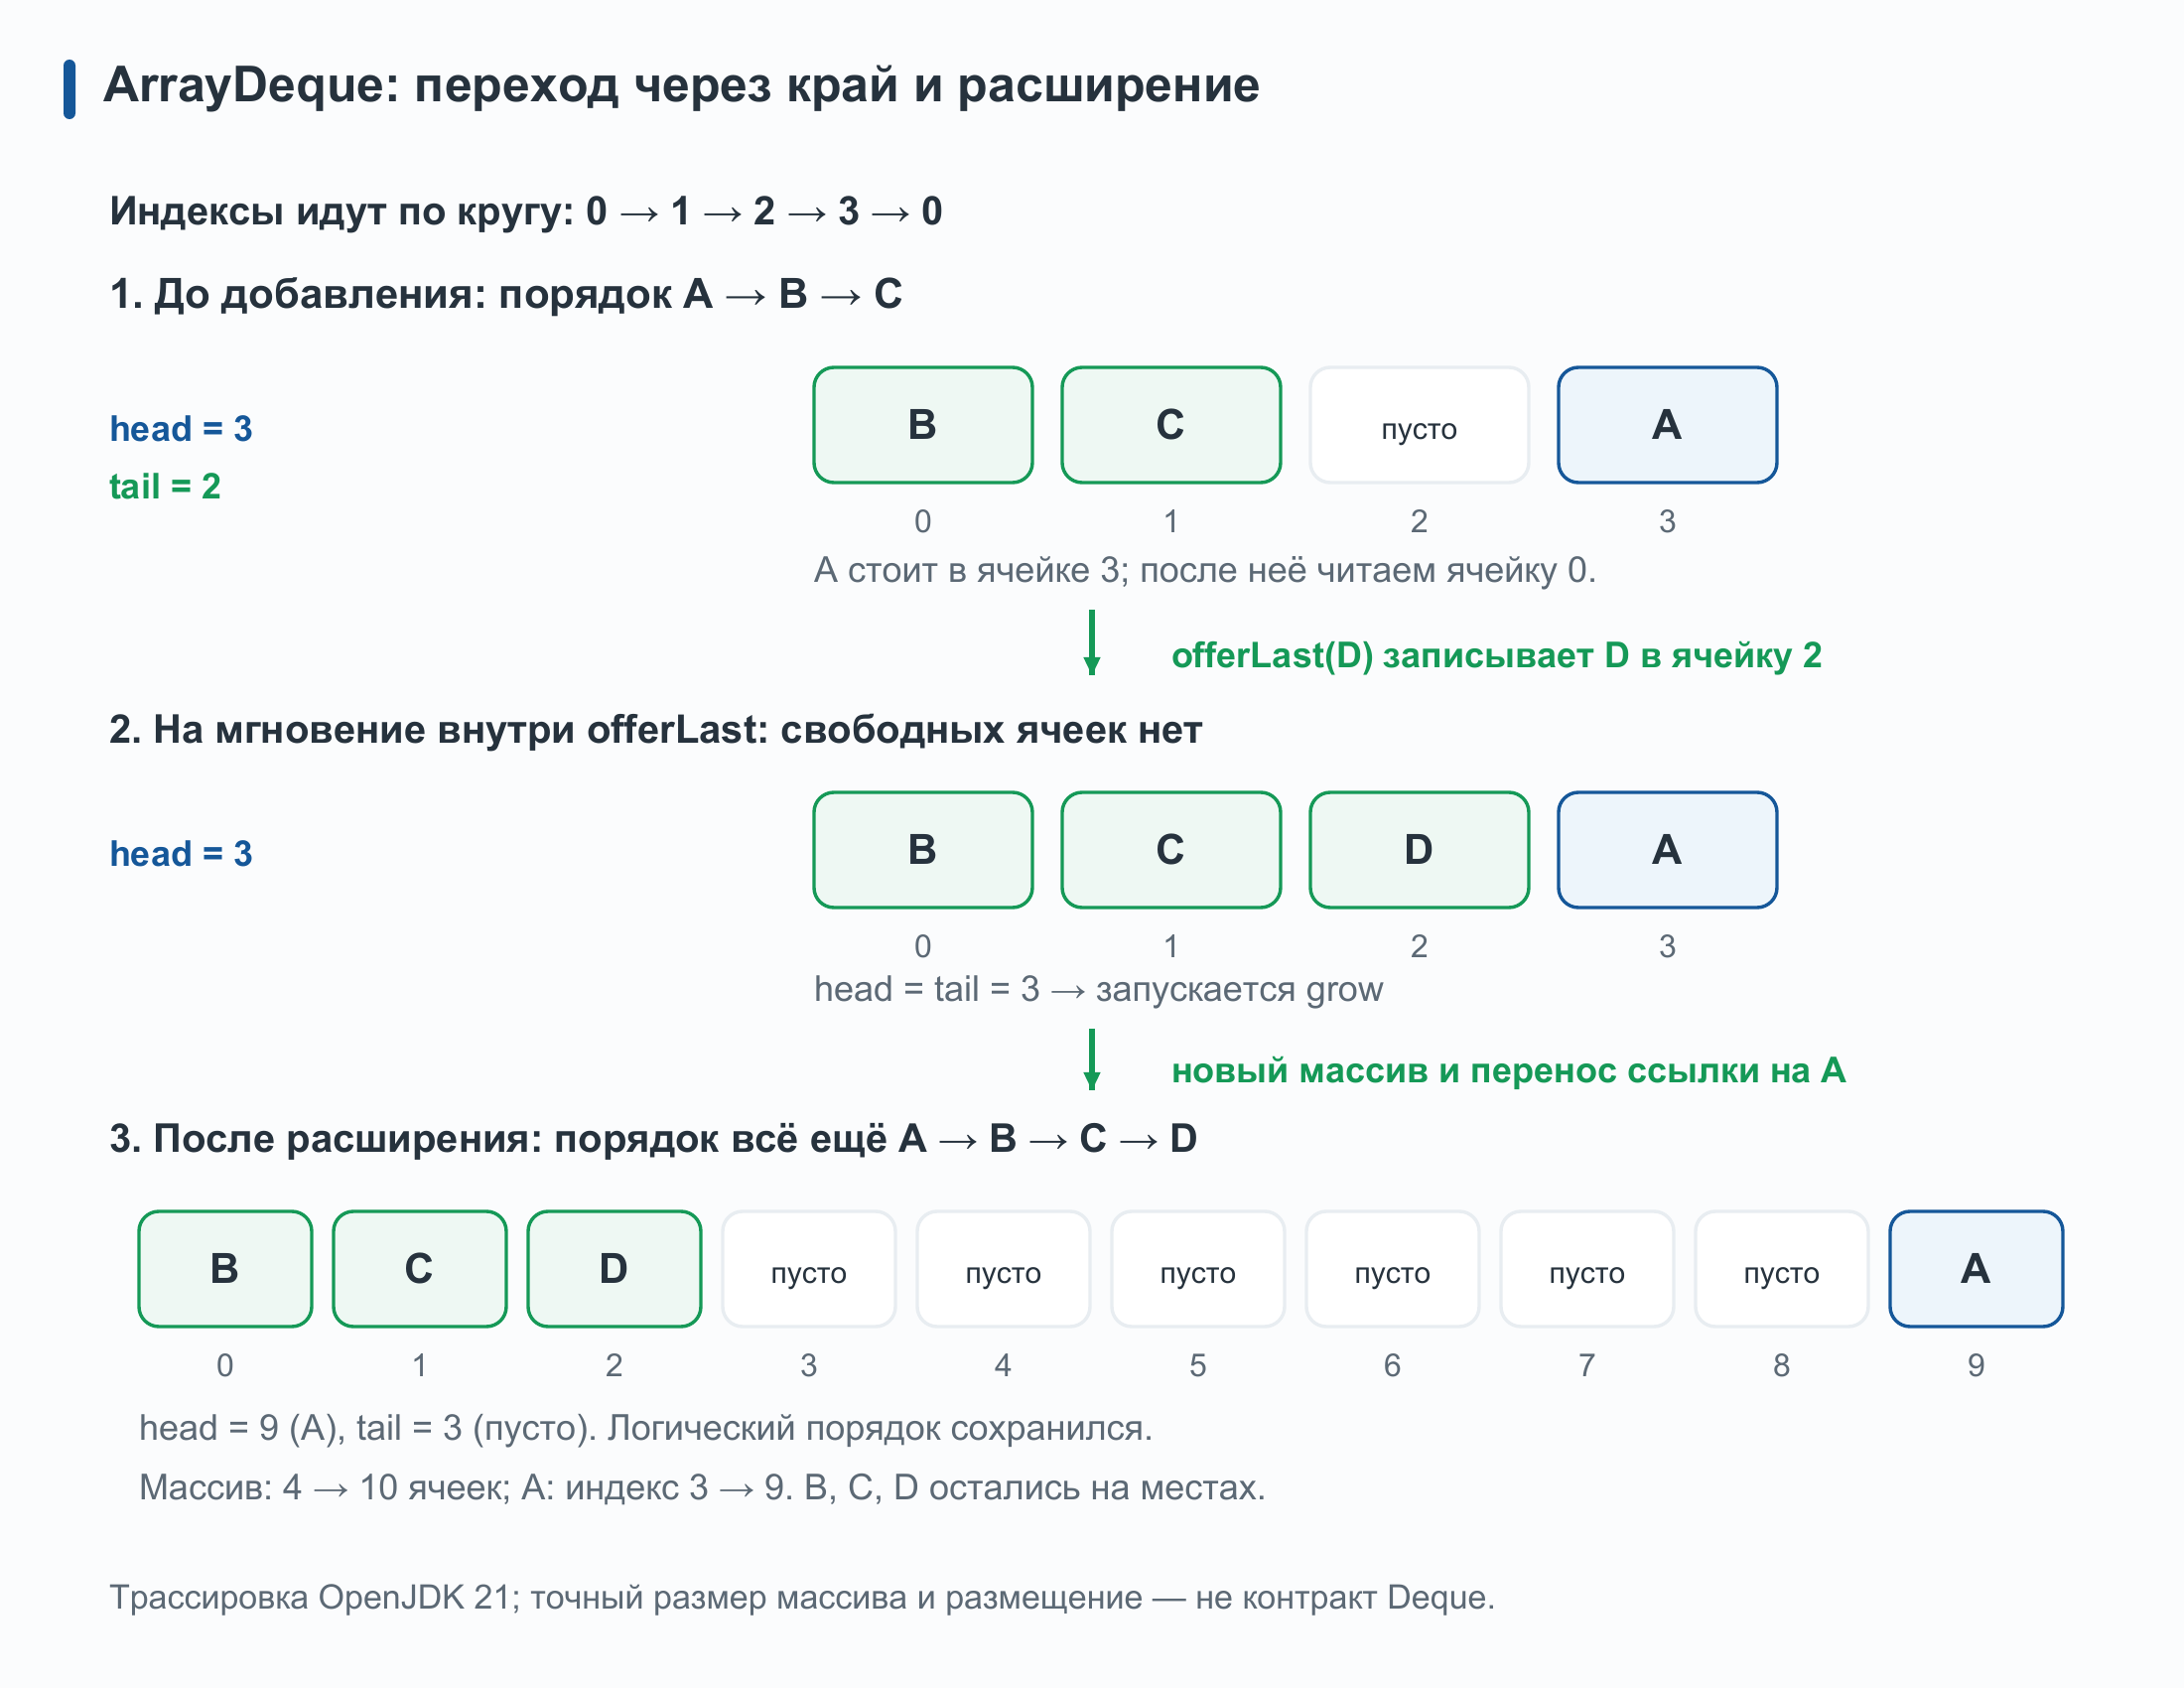 ArrayDeque: переход через край и расширение
Индексы идут по кругу: 0 → 1 → 2 → 3 → 0
1. До добавления: порядок A → B → C
head = 3
tail = 2
B C пусто A
0 1 2 3
A стоит в ячейке 3; после неё читаем ячейку 0.
offerLast(D) записывает D в ячейку 2
2. На мгновение внутри offerLast: свободных ячеек нет
head = 3
B C D A
0 1 2 3
head = tail = 3 → запускается grow
новый массив и перенос ссылки на A
3. После расширения: порядок всё ещё A → B → C → D
B C D пусто пусто пусто пусто пусто пусто A
0 1 2 3 4 5 6 7 8 9
head = 9 (A), tail = 3 (пусто). Логический порядок сохранился.
Массив: 4 → 10 ячеек; A: индекс 3 → 9. B, C, D остались на местах.
Трассировка OpenJDK 21; точный размер массива и размещение — не контракт Deque.